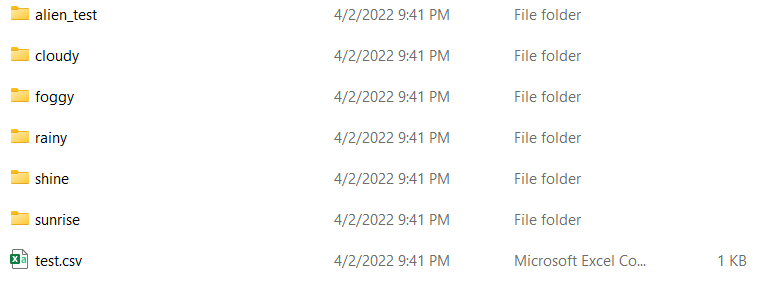 alien_test 4/2/2022 9:41 PM File folder
cloudy 4/2/2022 9:41 PM File folder
foggy 4/2/2022 9:41 PM File folder
rainy 4/2/2022 9:41 PM File folder
shine 4/2/2022 9:41 PM File folder
sunrise 4/2/2022 9:41 PM File folder
test.csv 4/2/2022 9:41 PM Microsoft Excel Co... 1 KB